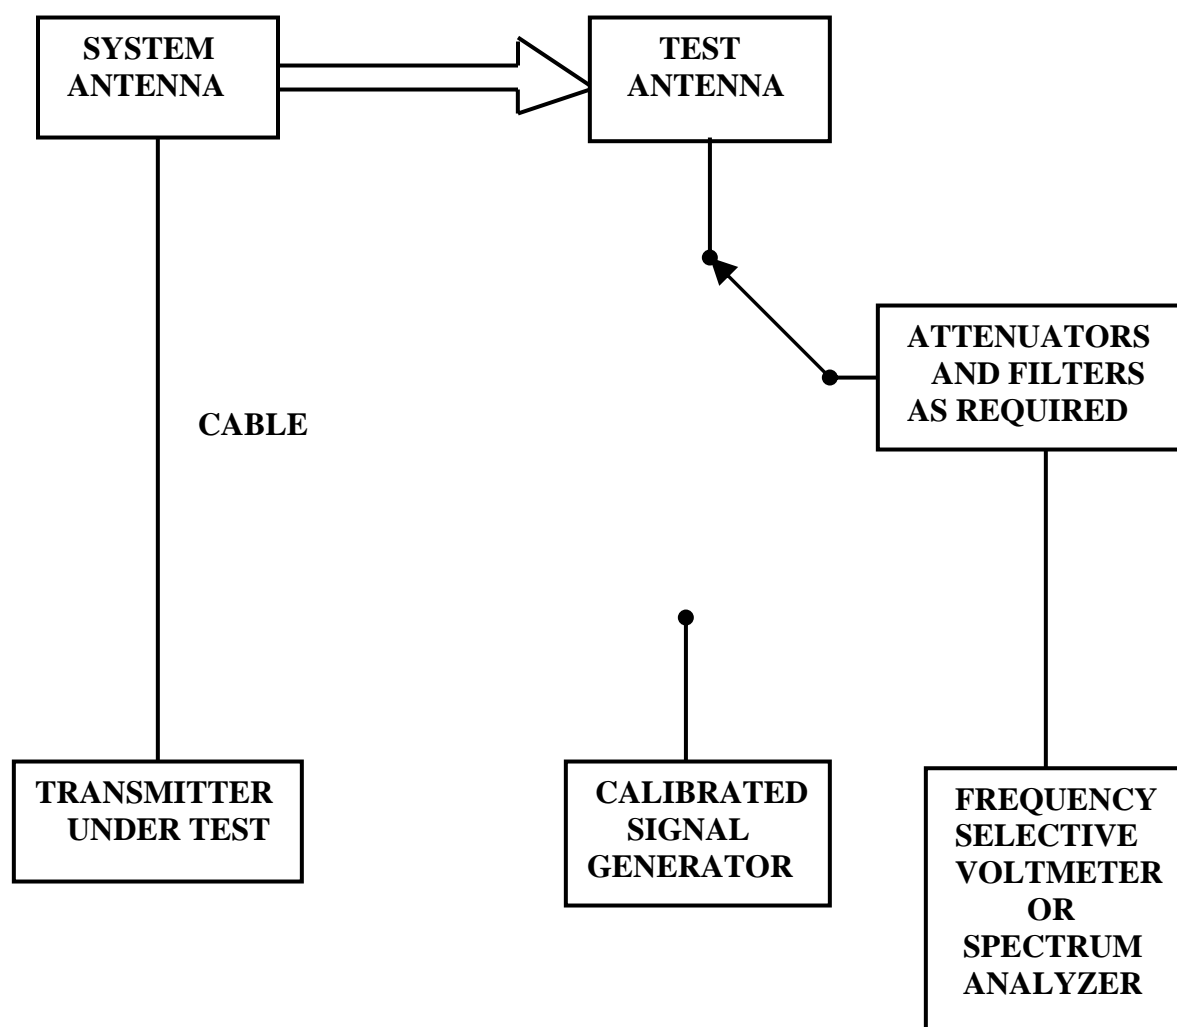 SYSTEM
ANTENNA
TEST
ANTENNA
ATTENUATORS
AND FILTERS
AS REQUIRED
CABLE
TRANSMITTER
UNDER TEST
CALIBRATED
SIGNAL
GENERATOR
FREQUENCY
SELECTIVE
VOLTMETER
OR
SPECTRUM
ANALYZER